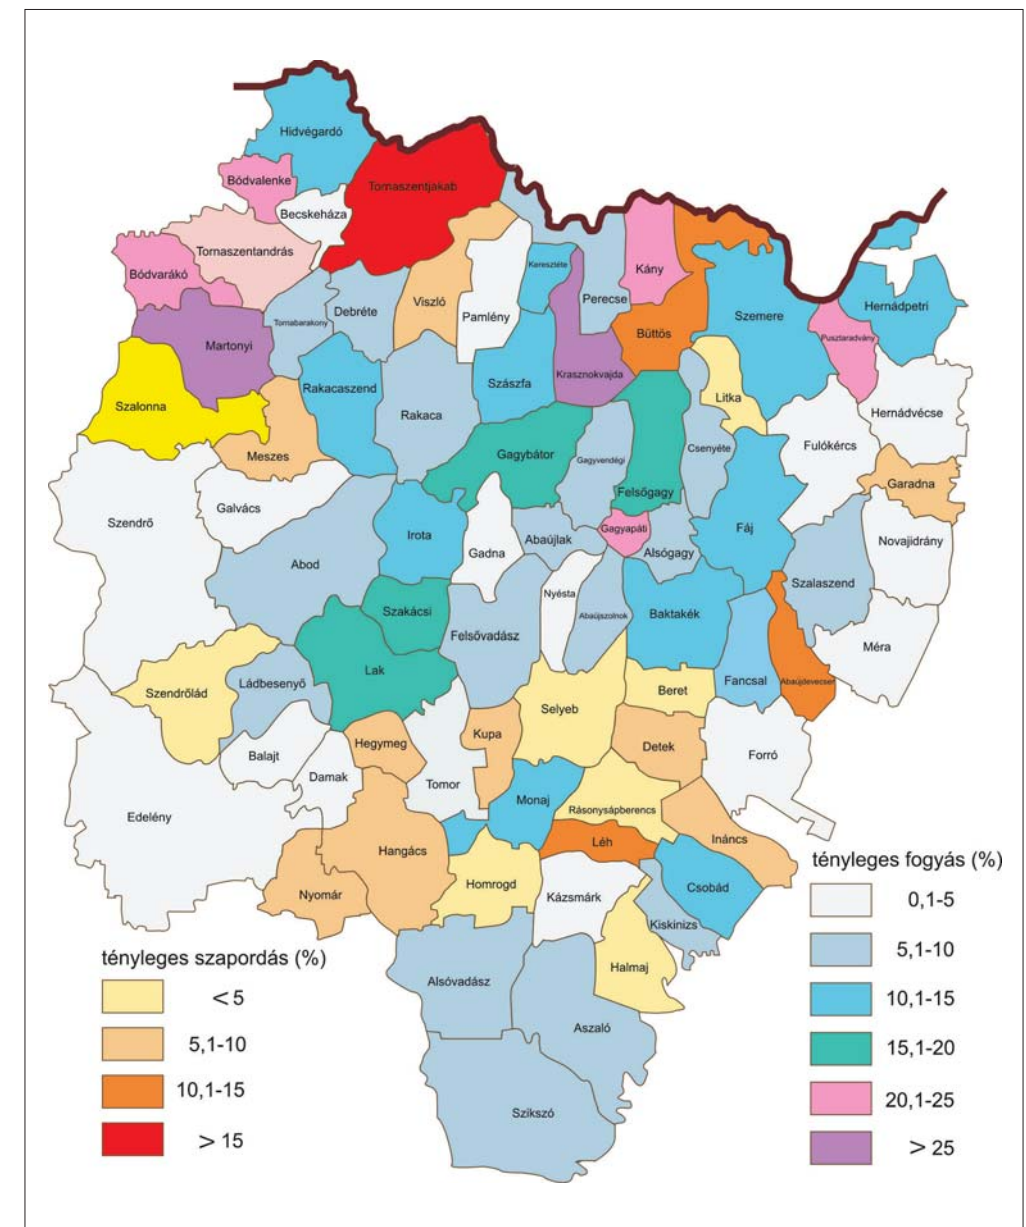 Hidvégardó
Bódvalenke
Tornaszentjakab
Becskeháza
Tornaszentandrás
Bódvarákó
Keresztéte
Kány
Perecse
Hernádpetri
Viszló
Debréte
Pamlény
Szemere
Tornabarakony
Büttös
Pusztaradvány
Martonyi
Krasznokvajda
Rakacaszend
Szászfa
Szalonna
Rakaca
Litka
Hernádvécse
Fulókércs
Csenyéte
Meszes
Gagybátor
Gagyvendégi
Felsőgagy
Garadna
Galvács
Szendrő
Irota
Gagyapáti
Fáj
Abaújlak
Novajidrány
Gadna
Alsógagy
Abod
Szalaszend
Nyésta
Szakácsi
Abaújszolnok
Baktakék
Felsővadász
Méra
Lak
Ládbesenyő
Fancsal
Abaújdevecser
Szendrőlád
Beret
Selyeb
Kupa
Hegymeg
Detek
Balajt
Forró
Damak
Tomor
Monaj
Rásonysápberencs
Edelény
Léh
Ináncs
Hangács
Homrogd
Csobád
Nyomár
Kázsmárk
Kiskinizs
Halmaj
Alsóvadász
Aszaló
Szikszó
tényleges szapordás (%)
< 5
5,1-10
10,1-15
> 15
tényleges fogyás (%)
0,1-5
5,1-10
10,1-15
15,1-20
20,1-25
> 25